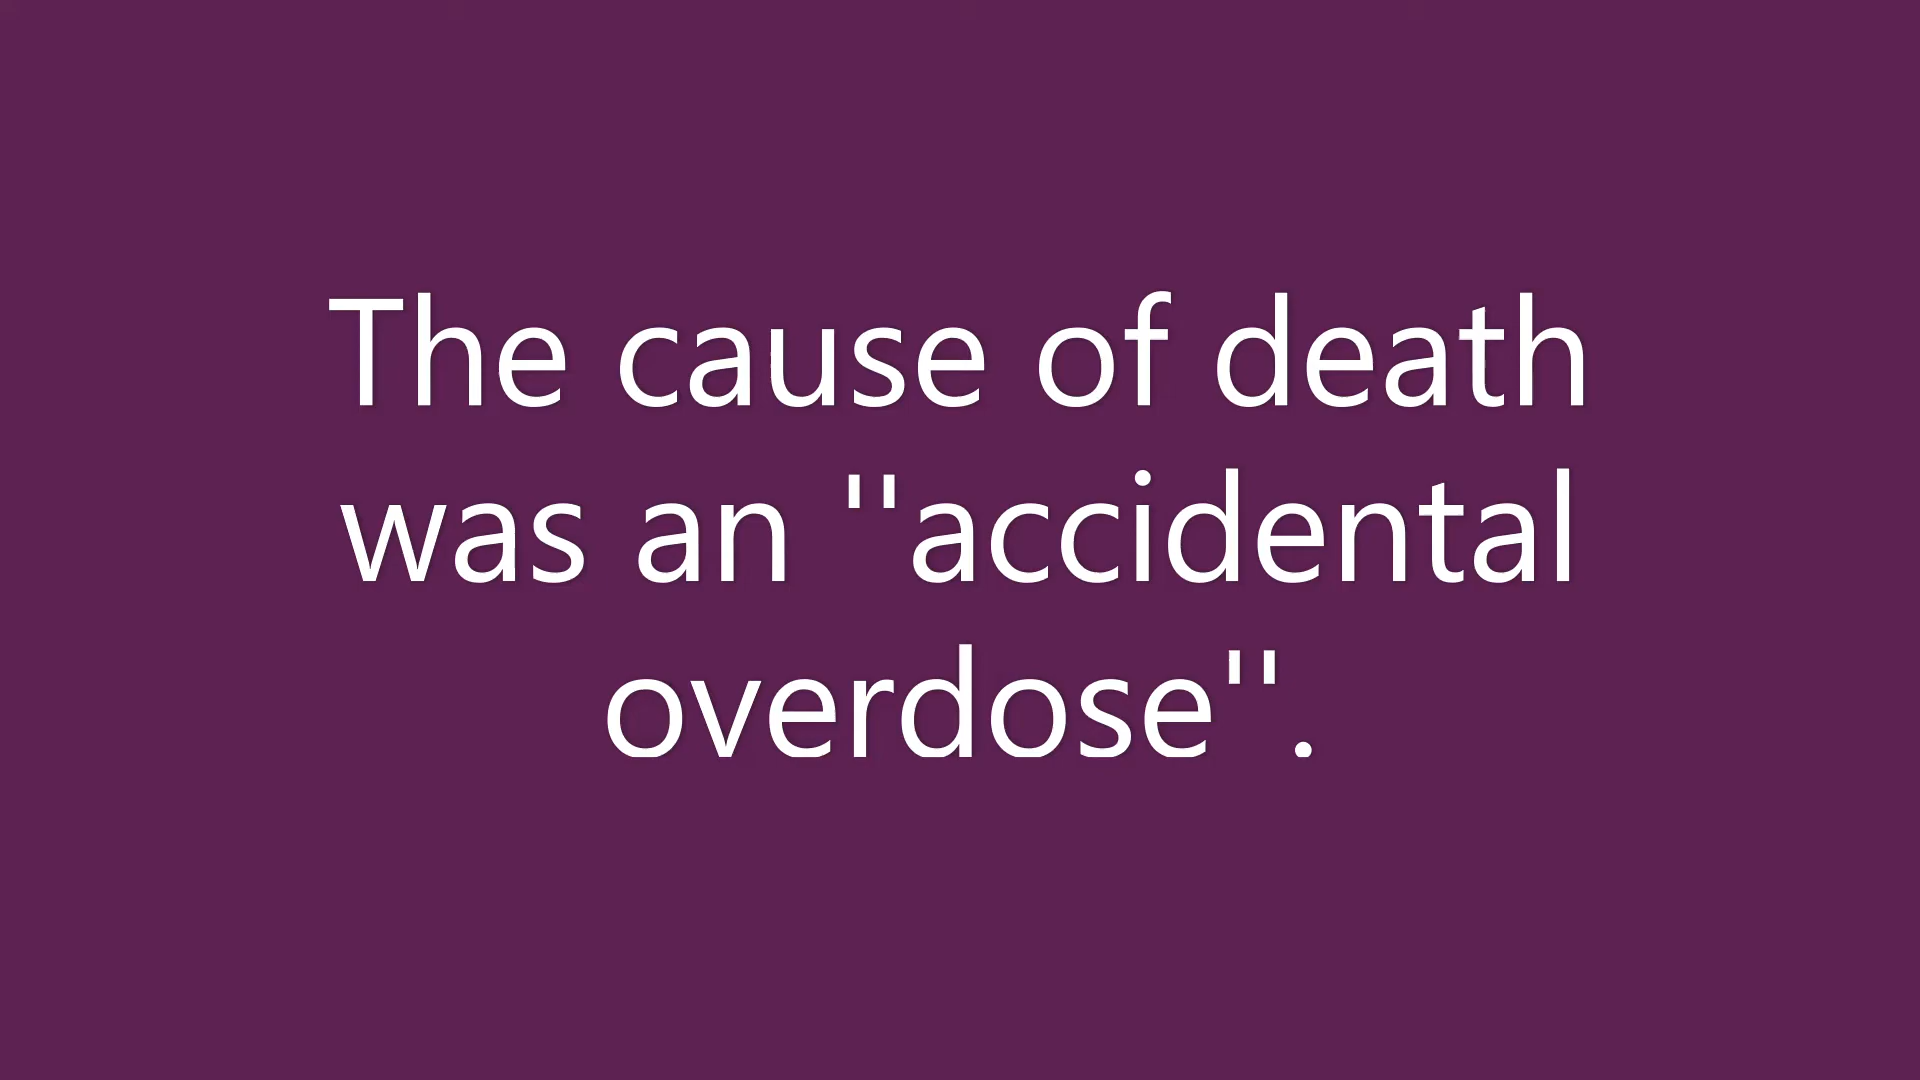 The cause of death
was an "accidental
overdose".